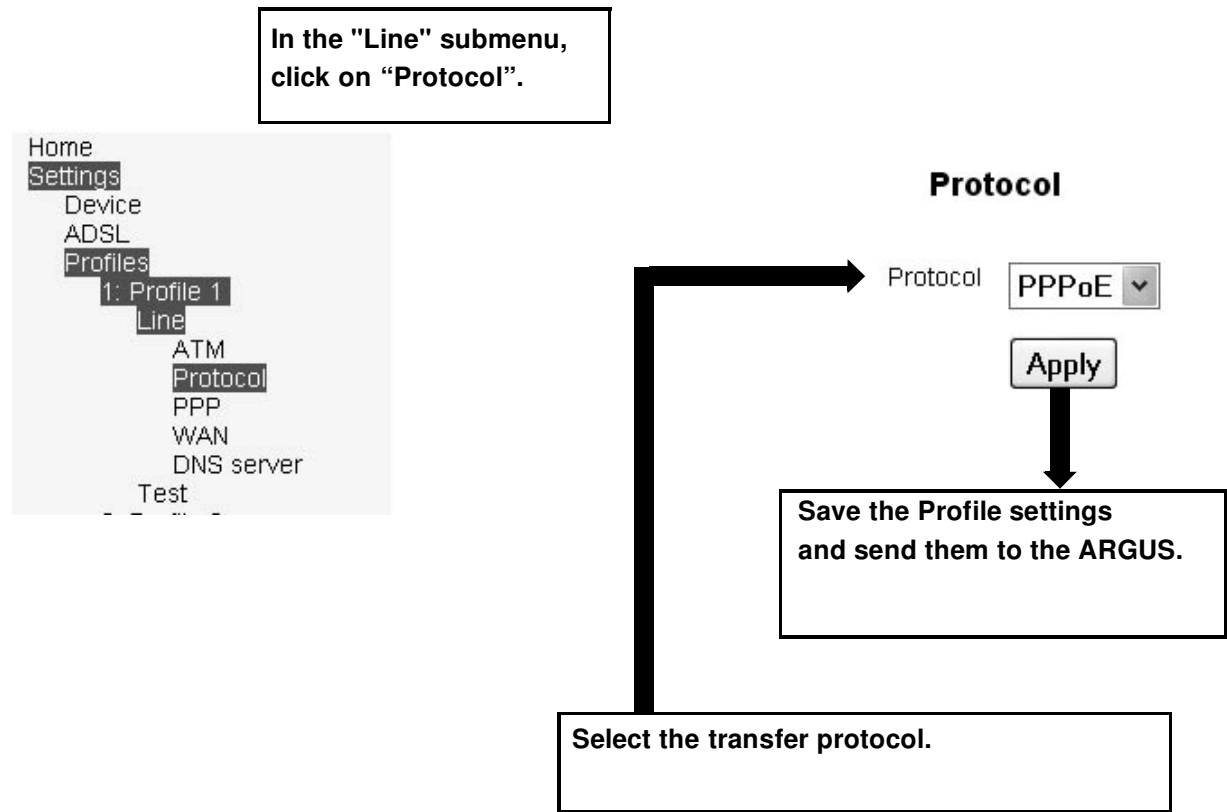 In the "Line" submenu,
click on “Protocol”.
Home
Settings
Device
ADSL
Profiles
1: Profile 1
Line
ATM
Protocol
PPP
WAN
DNS server
Test
Protocol
Protocol PPPoE
Apply
Save the Profile settings
and send them to the ARGUS.
Select the transfer protocol.